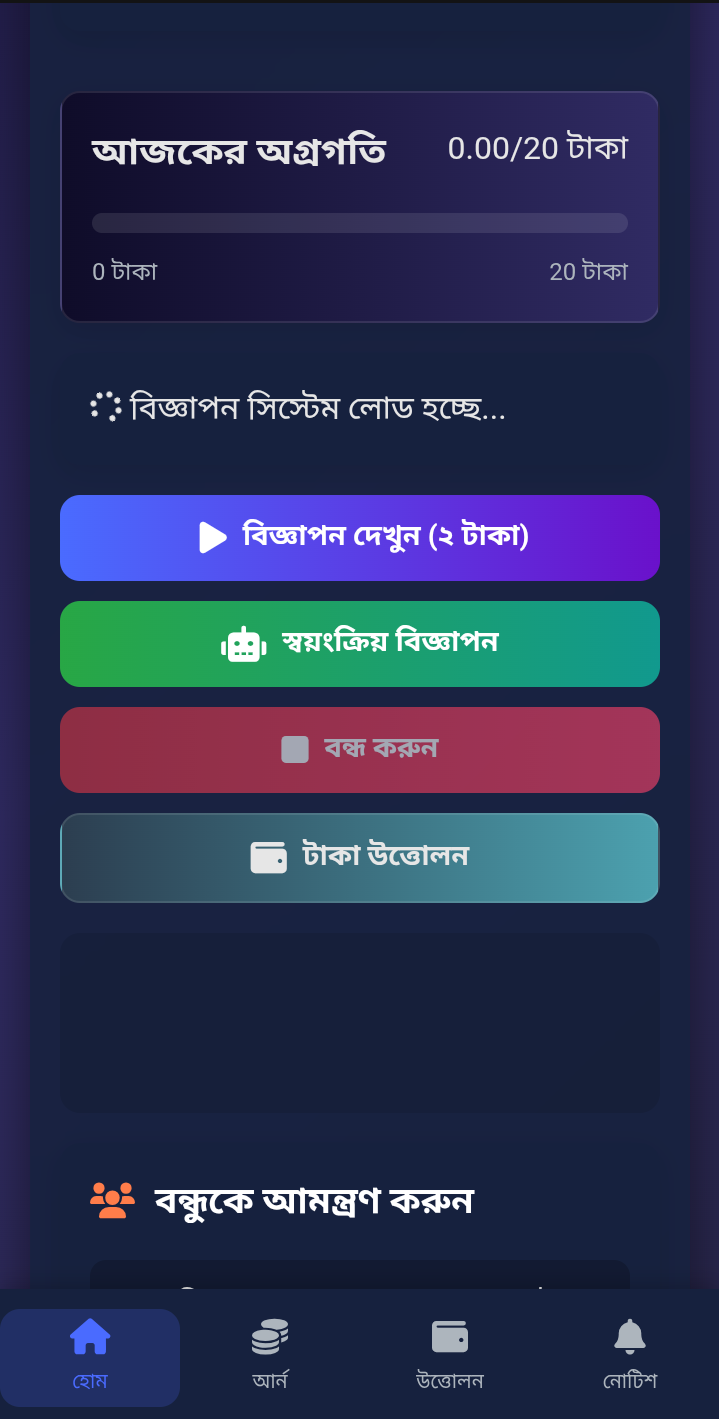 আজকের অগ্রগতি
0.00/20 টাকা
0 টাকা
20 টাকা
বিজ্ঞাপন সিস্টেম লোড হচ্ছে...
বিজ্ঞাপন দেখুন (২ টাকা)
স্বয়ংক্রিয় বিজ্ঞাপন
বন্ধ করুন
টাকা উত্তোলন
বন্ধুকে আমন্ত্রণ করুন
হোম
আর্ন
উত্তোলন
নোটিশ